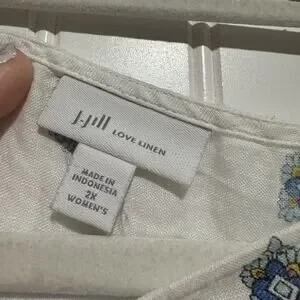 J.Jill LOVE LINEN
MADE IN
INDONESIA
2X
WOMEN'S